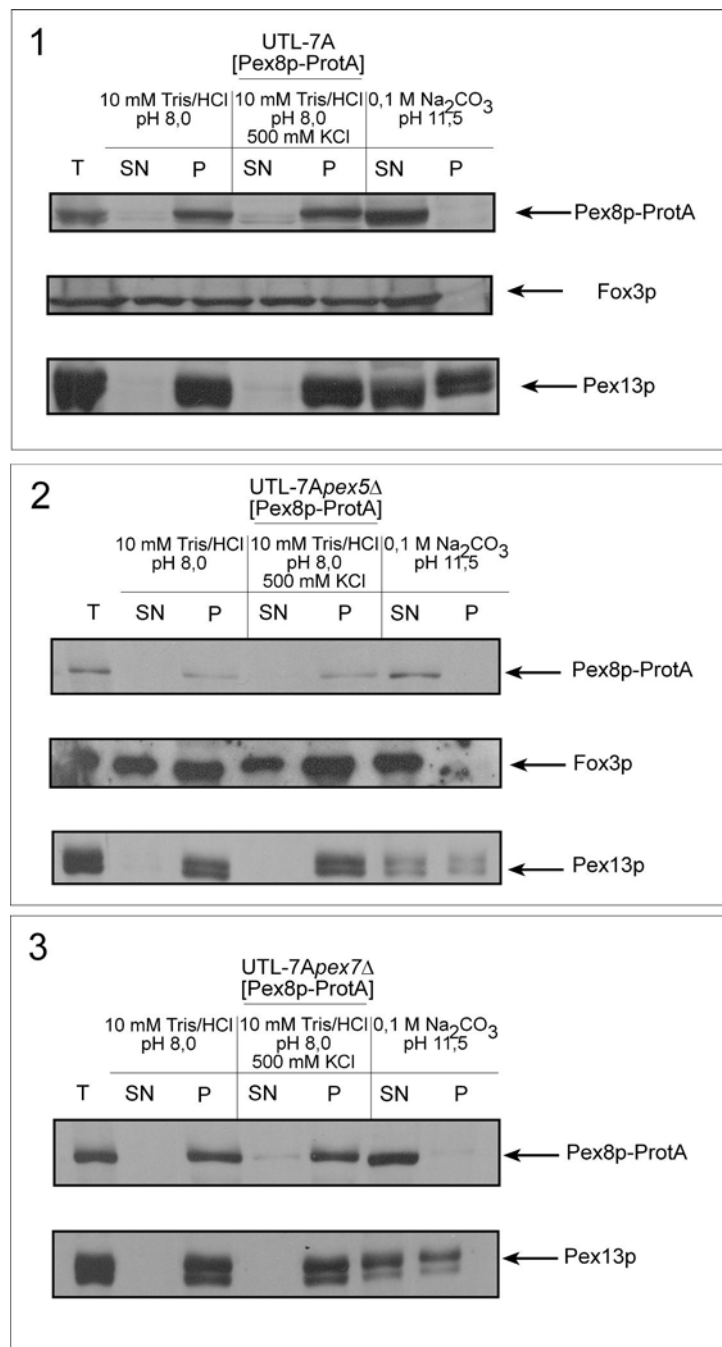 1
UTL-7A
[Pex8p-ProtA]
10 mM Tris/HCl 10 mM Tris/HCl 0,1 M Na₂CO₃
pH 8,0 pH 8,0 pH 11,5
500 mM KCl
T SN P SN P SN P
Pex8p-ProtA
Fox3p
Pex13p
2
UTL-7Apex5Δ
[Pex8p-ProtA]
10 mM Tris/HCl 10 mM Tris/HCl 0,1 M Na₂CO₃
pH 8,0 pH 8,0 pH 11,5
500 mM KCl
T SN P SN P SN P
Pex8p-ProtA
Fox3p
Pex13p
3
UTL-7Apex7Δ
[Pex8p-ProtA]
10 mM Tris/HCl 10 mM Tris/HCl 0,1 M Na₂CO₃
pH 8,0 pH 8,0 pH 11,5
500 mM KCl
T SN P SN P SN P
Pex8p-ProtA
Pex13p